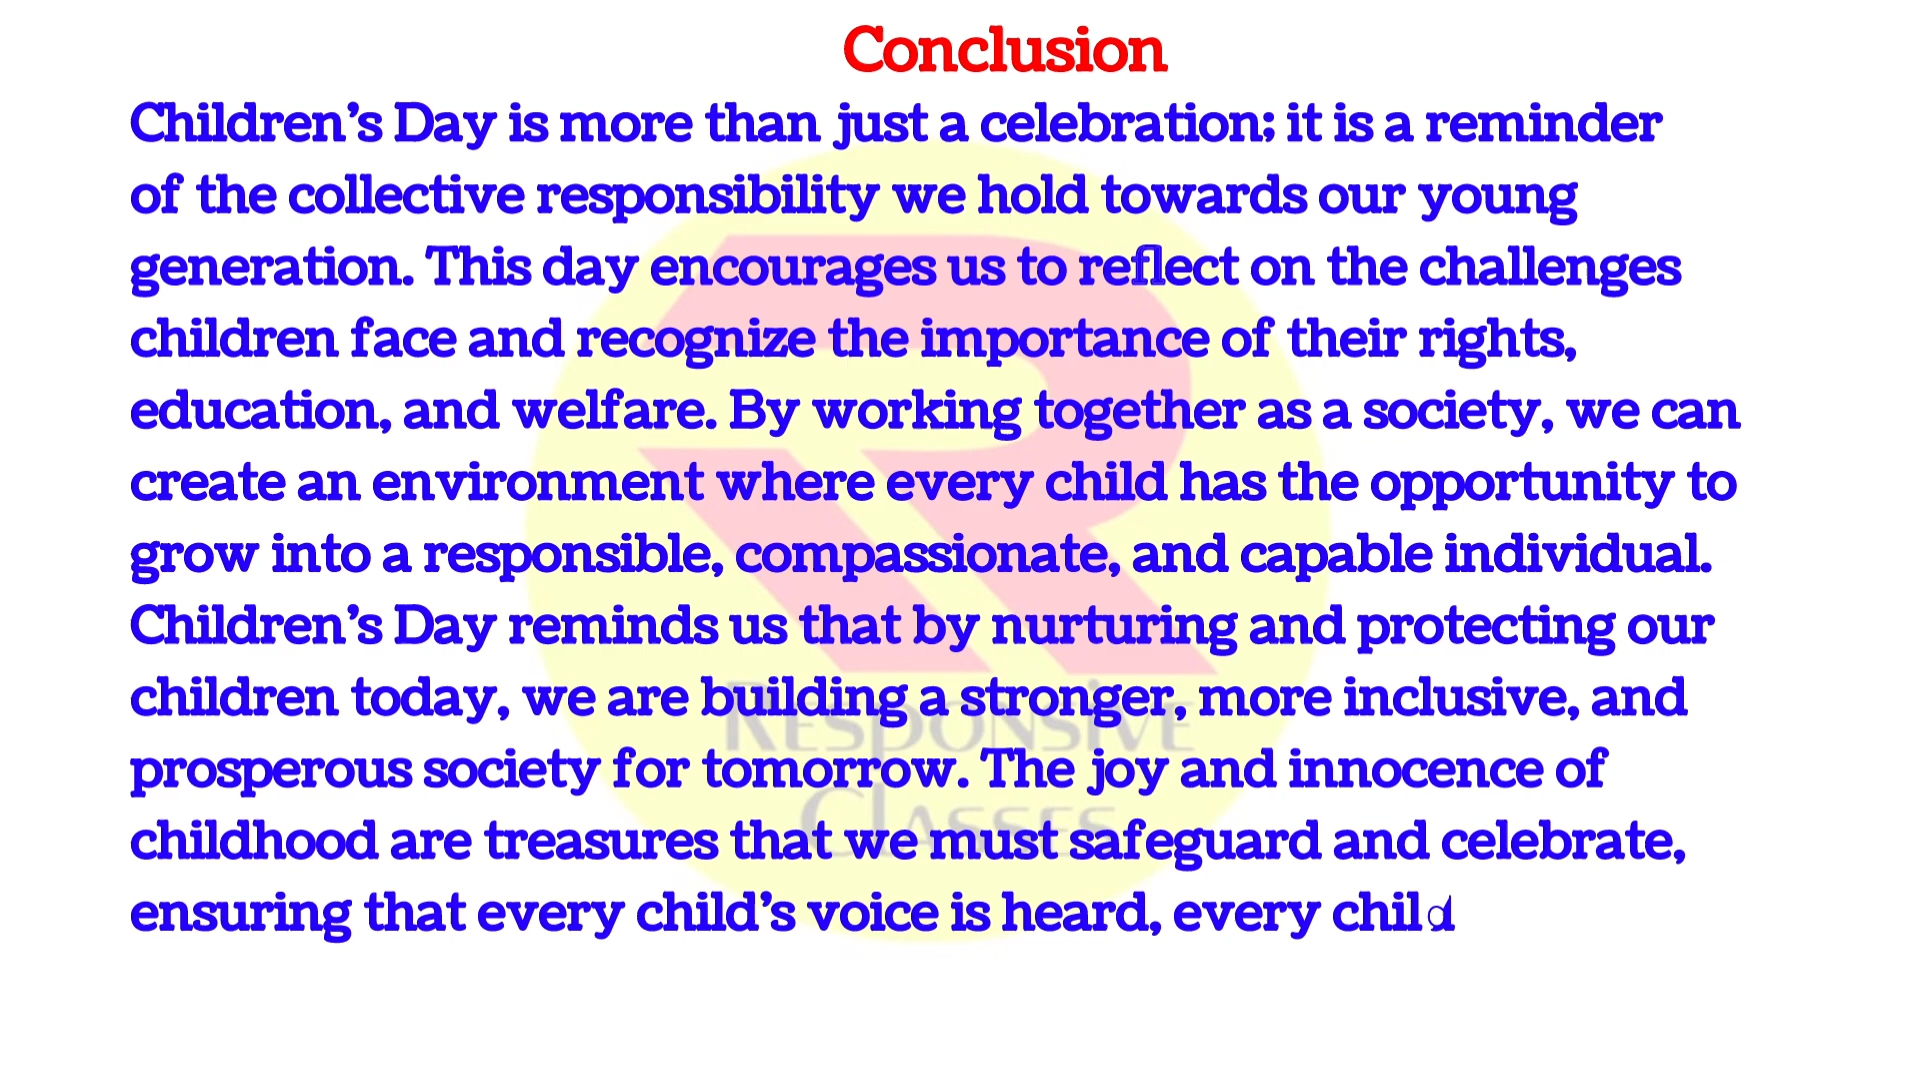 Conclusion
Children's Day is more than just a celebration; it is a reminder
of the collective responsibility we hold towards our young
generation. This day encourages us to reflect on the challenges
children face and recognize the importance of their rights,
education, and welfare. By working together as a society, we can
create an environment where every child has the opportunity to
grow into a responsible, compassionate, and capable individual.
Children's Day reminds us that by nurturing and protecting our
children today, we are building a stronger, more inclusive, and
Responsive
prosperous society for tomorrow. The joy and innocence of
Classes
childhood are treasures that we must safeguard and celebrate,
ensuring that every child's voice is heard, every child